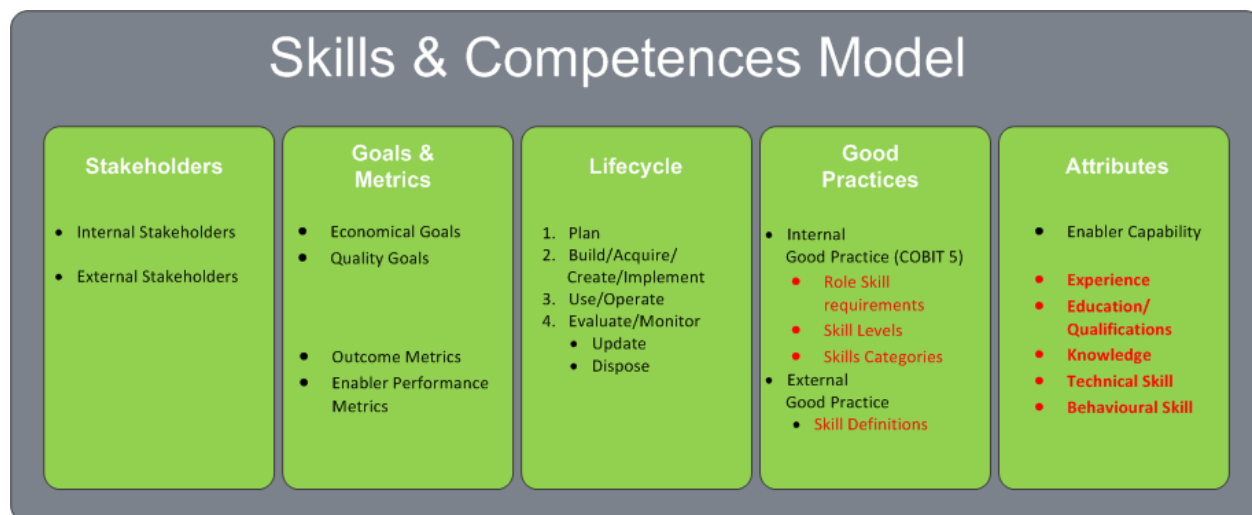 Skills & Competences Model
Stakeholders
• Internal Stakeholders
• External Stakeholders
Goals &
Metrics
• Economical Goals
• Quality Goals
• Outcome Metrics
• Enabler Performance
Metrics
Lifecycle
1. Plan
2. Build/Acquire/
Create/Implement
3. Use/Operate
4. Evaluate/Monitor
• Update
• Dispose
Good
Practices
• Internal
Good Practice (COBIT 5)
• Role Skill
requirements
• Skill Levels
• Skills Categories
• External
Good Practice
• Skill Definitions
Attributes
• Enabler Capability
• Experience
• Education/
Qualifications
• Knowledge
• Technical Skill
• Behavioural Skill